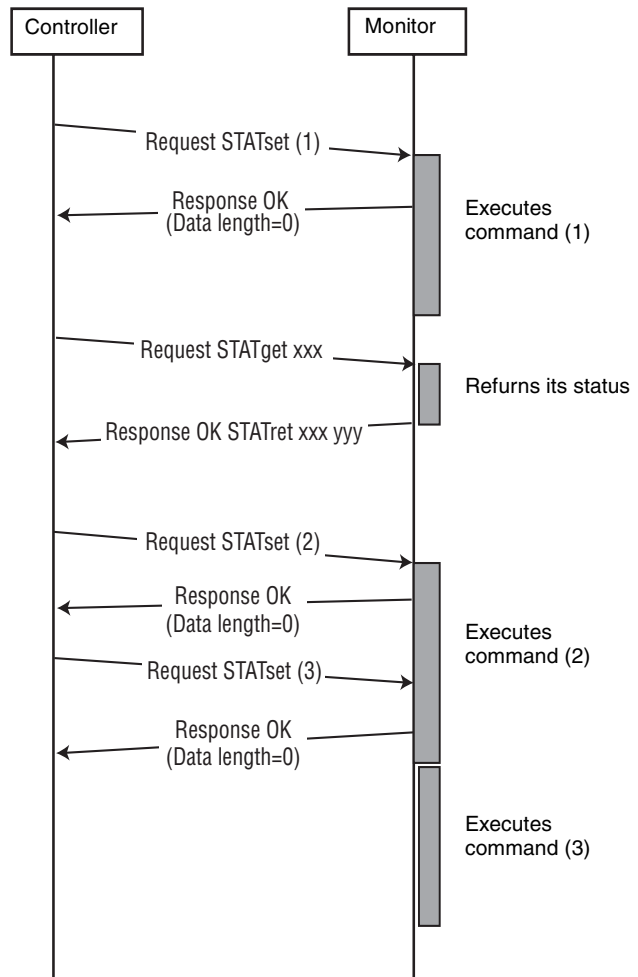 Controller
Monitor
Request STATset (1)
Response OK
(Data length=0)
Executes
command (1)
Request STATget xxx
Refurns its status
Response OK STATret xxx yyy
Request STATset (2)
Response OK
(Data length=0)
Executes
command (2)
Request STATset (3)
Response OK
(Data length=0)
Executes
command (3)